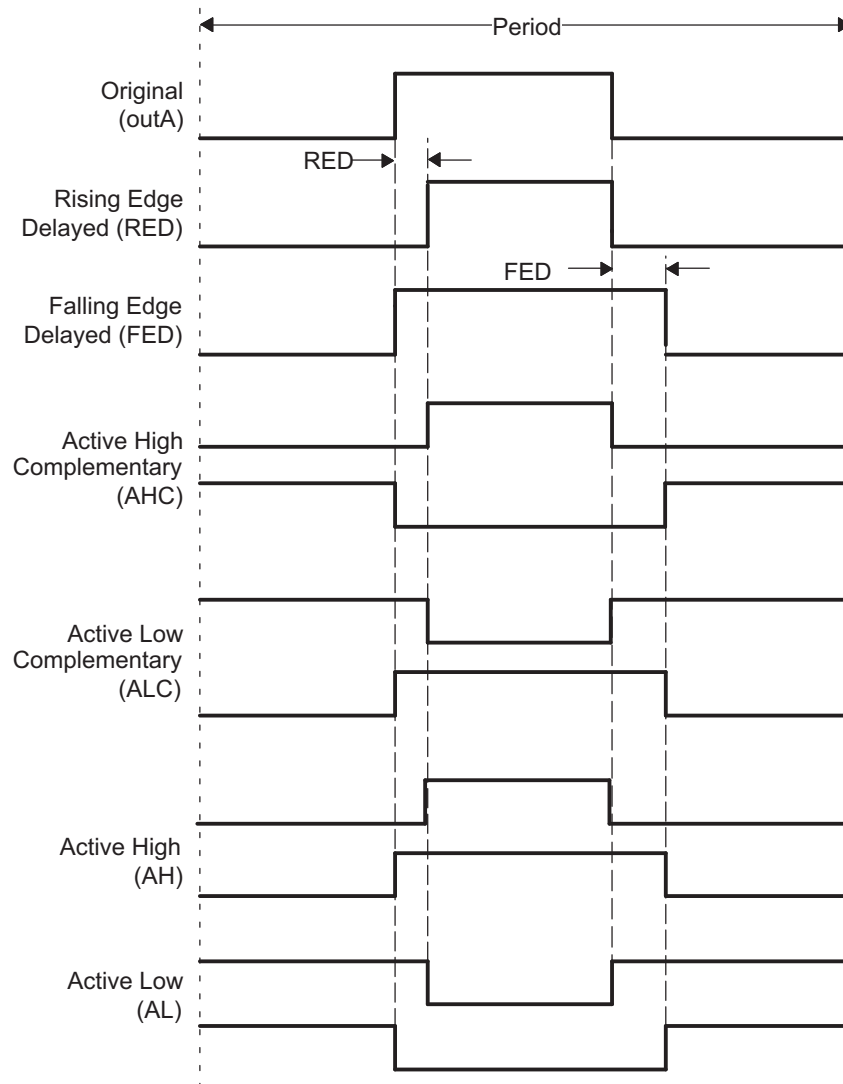 Period
Original
(outA)
RED
Rising Edge
Delayed (RED)
FED
Falling Edge
Delayed (FED)
Active High
Complementary
(AHC)
Active Low
Complementary
(ALC)
Active High
(AH)
Active Low
(AL)